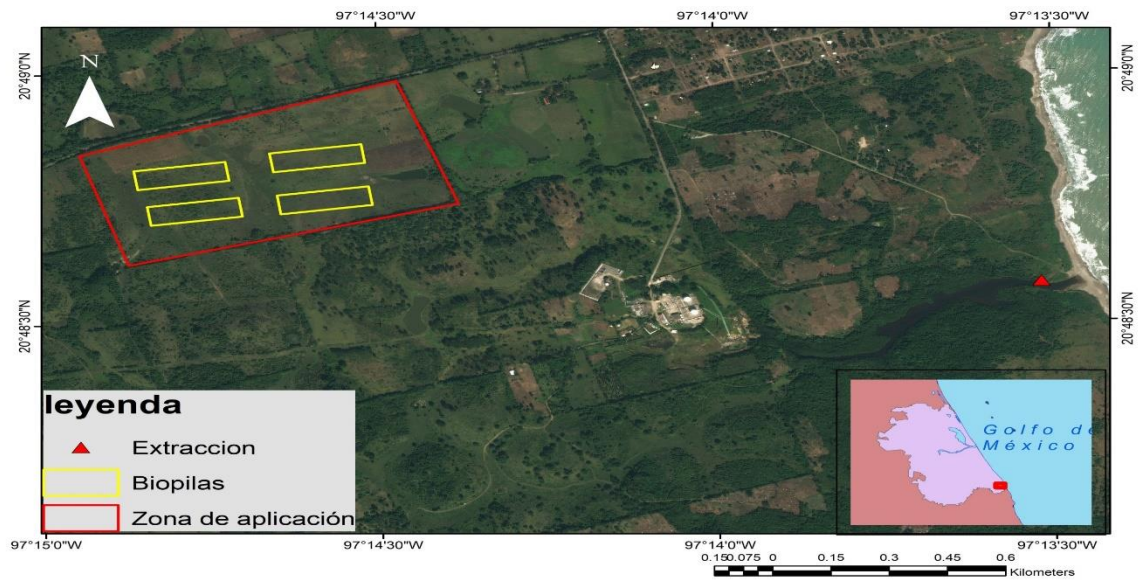 97°14'30"W
97°14'0"W
97°13'30"W
20°49'0"N
20°49'0"N
N
20°48'30"N
20°48'30"N
leyenda
Extraccion
Biopilas
Zona de aplicación
Golfo de
México
97°15'0"W
97°14'30"W
97°14'0"W
97°13'30"W
0.150.075 0 0.15 0.3 0.45 0.6
Kilometers